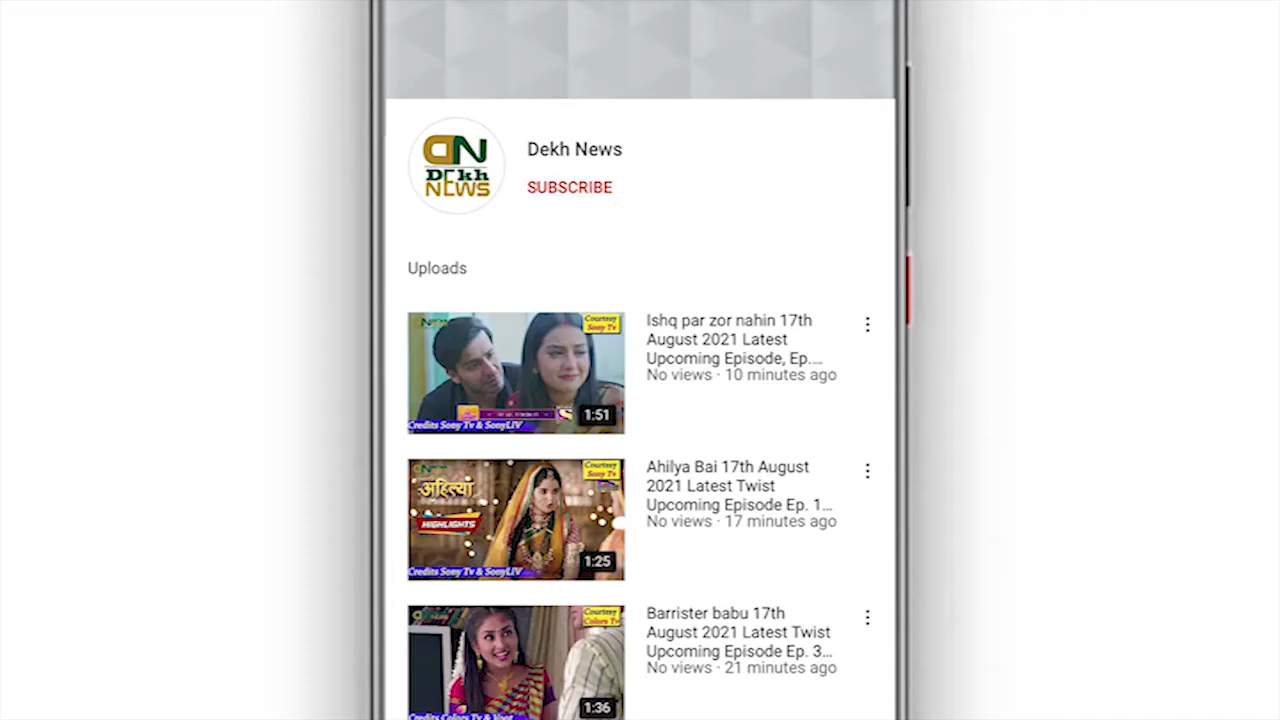 DN
Dekh
NEWS
Dekh News
SUBSCRIBE
Uploads
Courtesy
Sony Tv
1:51
Credits Sony Tv & SonyLIV
Ishq par zor nahin 17th
August 2021 Latest
Upcoming Episode, Ep....
No views · 10 minutes ago
Courtesy
Sony Tv
अहिल्या
HIGHLIGHTS
1:25
Credits Sony Tv & SonyLIV
Ahilya Bai 17th August
2021 Latest Twist
Upcoming Episode Ep. 1...
No views · 17 minutes ago
Courtesy
Colors Tv
1:36
Credits Colors Tv & Voot
Barrister babu 17th
August 2021 Latest Twist
Upcoming Episode Ep. 3...
No views · 21 minutes ago